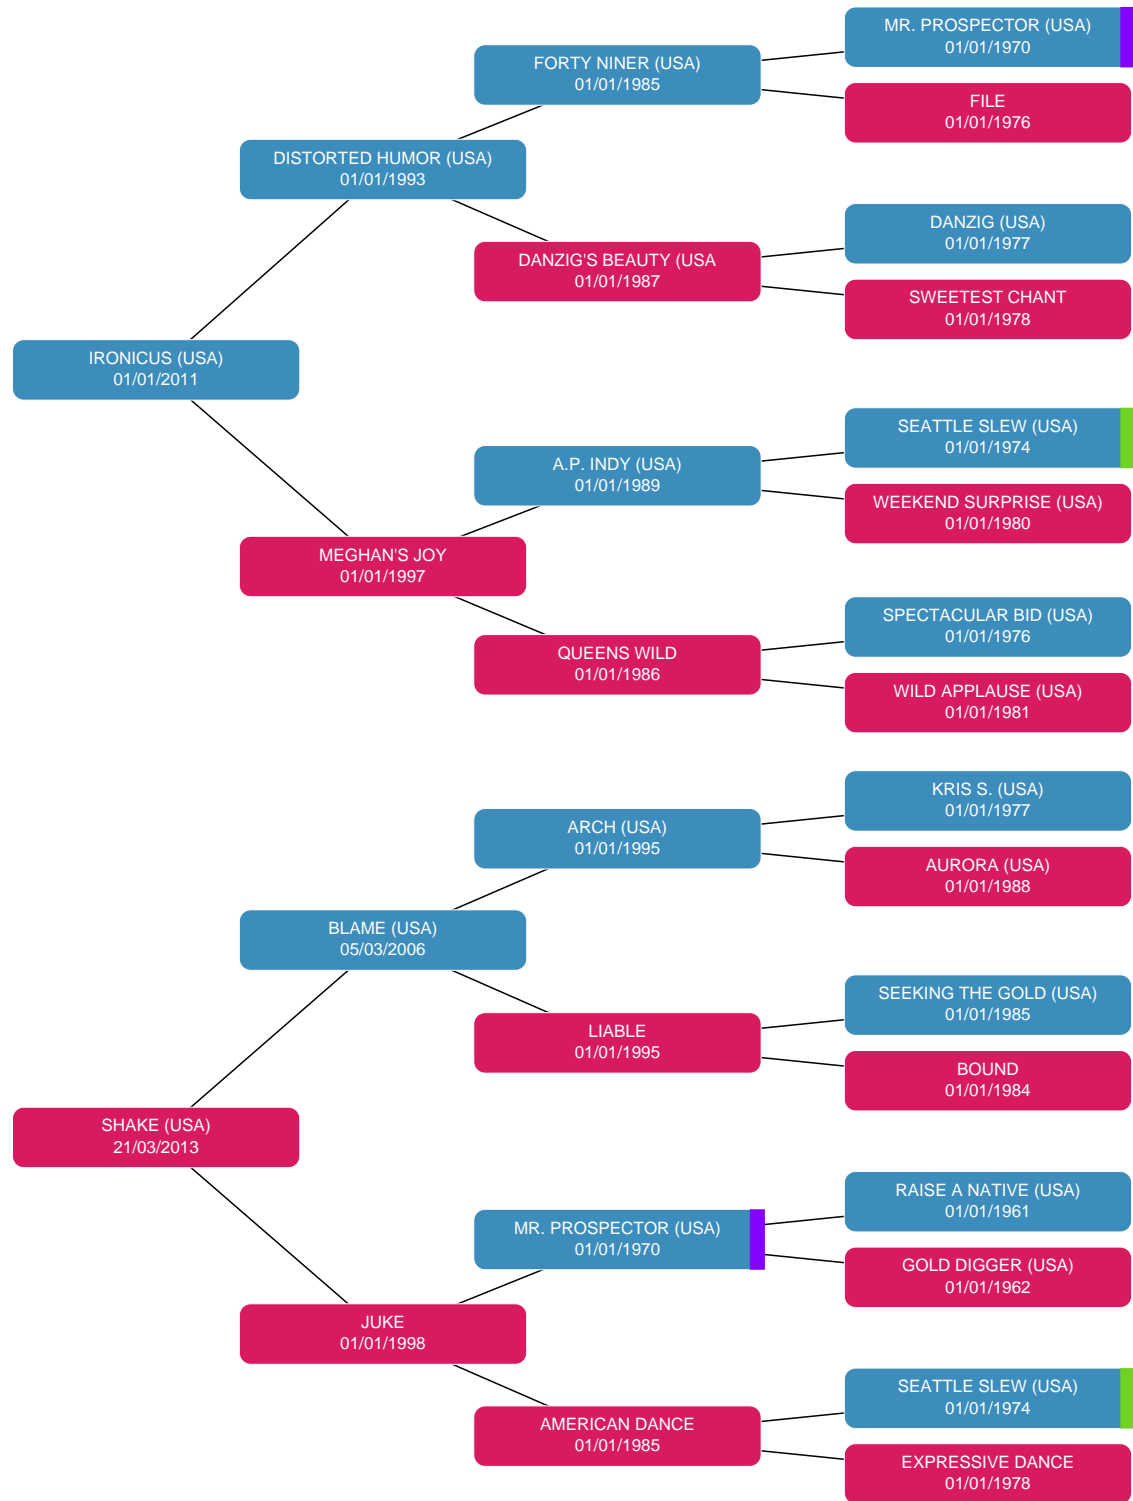 MR. PROSPECTOR (USA)
01/01/1970
FORTY NINER (USA)
01/01/1985
FILE
01/01/1976
DISTORTED HUMOR (USA)
01/01/1993
DANZIG (USA)
01/01/1977
DANZIG'S BEAUTY (USA
01/01/1987
SWEETEST CHANT
01/01/1978
IRONICUS (USA)
01/01/2011
SEATTLE SLEW (USA)
01/01/1974
A.P. INDY (USA)
01/01/1989
WEEKEND SURPRISE (USA)
01/01/1980
MEGHAN'S JOY
01/01/1997
SPECTACULAR BID (USA)
01/01/1976
QUEENS WILD
01/01/1986
WILD APPLAUSE (USA)
01/01/1981
KRIS S. (USA)
01/01/1977
ARCH (USA)
01/01/1995
AURORA (USA)
01/01/1988
BLAME (USA)
05/03/2006
SEEKING THE GOLD (USA)
01/01/1985
LIABLE
01/01/1995
BOUND
01/01/1984
SHAKE (USA)
21/03/2013
RAISE A NATIVE (USA)
01/01/1961
MR. PROSPECTOR (USA)
01/01/1970
GOLD DIGGER (USA)
01/01/1962
JUKE
01/01/1998
SEATTLE SLEW (USA)
01/01/1974
AMERICAN DANCE
01/01/1985
EXPRESSIVE DANCE
01/01/1978